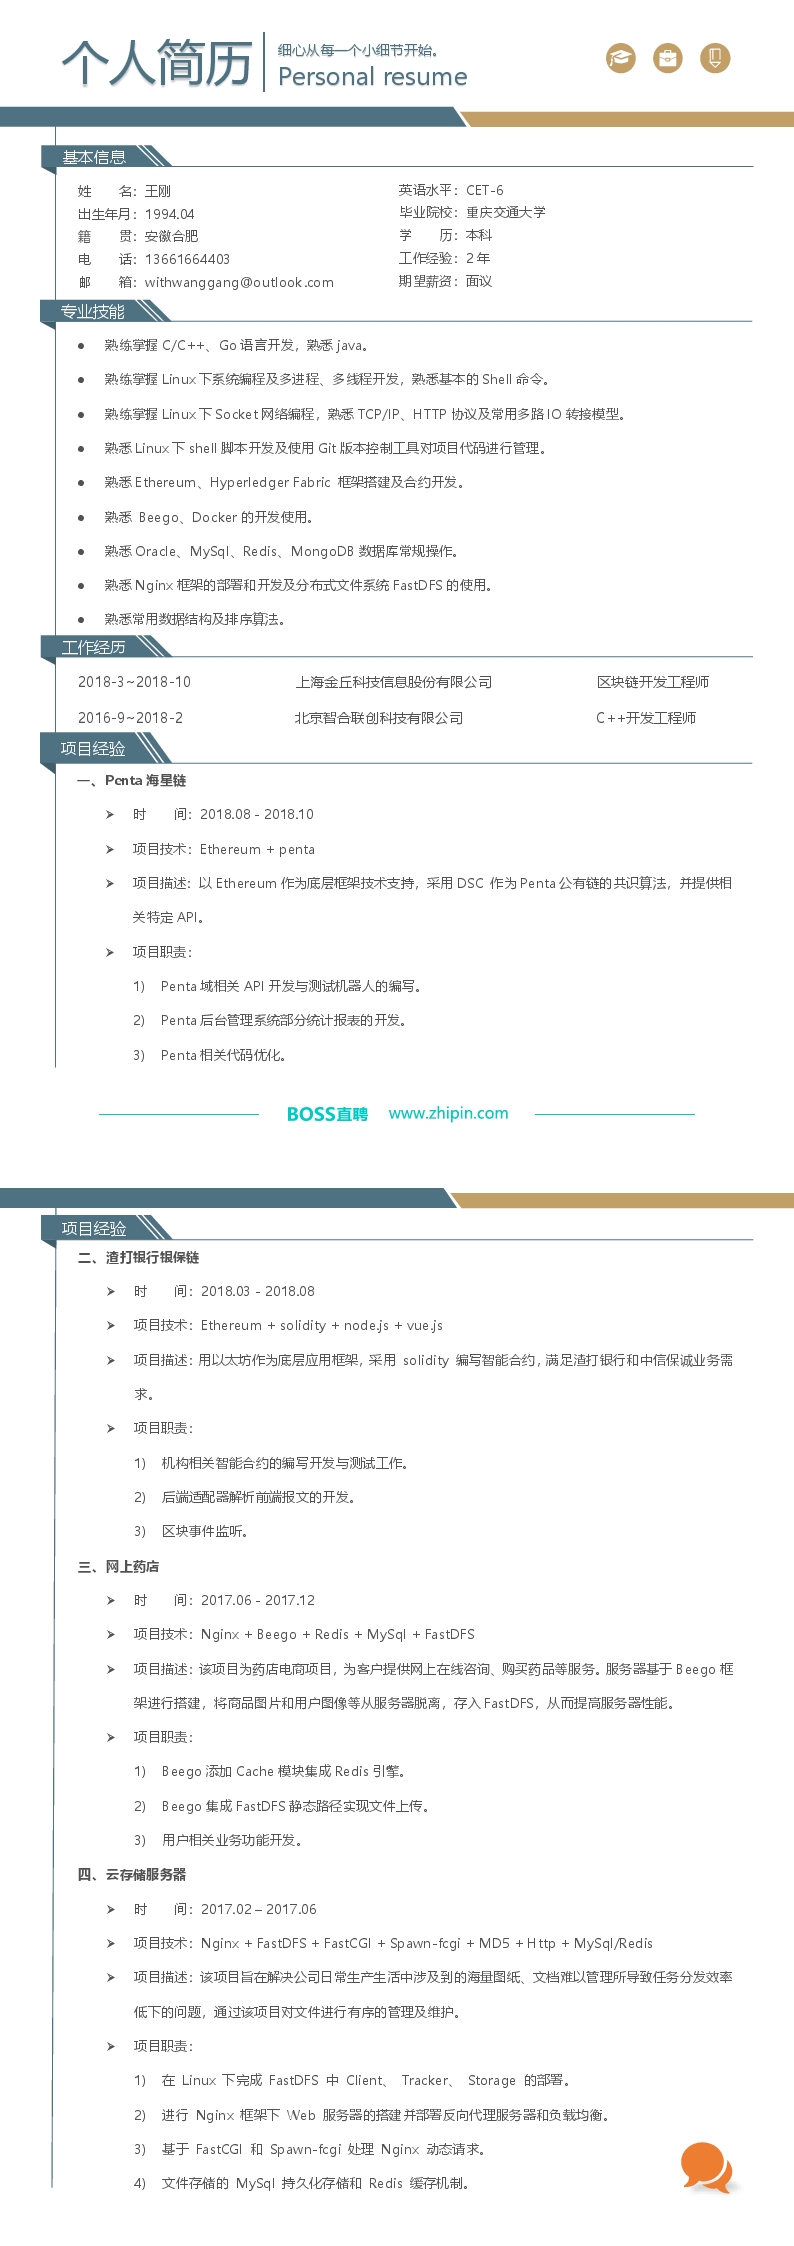 个人简历
细心从每一个小细节开始。
Personal resume
基本信息
姓　　名：王刚
英语水平：CET-6
出生年月：1994.04
毕业院校：重庆交通大学
籍　　贯：安徽合肥
学　　历：本科
电　　话：13661664403
工作经验：2 年
邮　　箱：withwanggang@outlook.com
期望薪资：面议
专业技能
● 熟练掌握 C/C++、Go 语言开发，熟悉 java。
● 熟练掌握 Linux 下系统编程及多进程、多线程开发，熟悉基本的 Shell 命令。
● 熟练掌握 Linux 下 Socket 网络编程，熟悉 TCP/IP、HTTP 协议及常用多路 IO 转接模型。
● 熟悉 Linux 下 shell 脚本开发及使用 Git 版本控制工具对项目代码进行管理。
● 熟悉 Ethereum、Hyperledger Fabric 框架搭建及合约开发。
● 熟悉 Beego、Docker 的开发使用。
● 熟悉 Oracle、MySql、Redis、MongoDB 数据库常规操作。
● 熟悉 Nginx 框架的部署和开发及分布式文件系统 FastDFS 的使用。
● 熟悉常用数据结构及排序算法。
工作经历
2018-3~2018-10 上海金丘科技信息股份有限公司 区块链开发工程师
2016-9~2018-2 北京智合联创科技有限公司 C++开发工程师
项目经验
一、Penta 海星链
➢ 时　　间：2018.08 - 2018.10
➢ 项目技术：Ethereum + penta
➢ 项目描述：以 Ethereum 作为底层框架技术支持，采用 DSC 作为 Penta 公有链的共识算法，并提供相
关特定 API。
➢ 项目职责：
1) Penta 域相关 API 开发与测试机器人的编写。
2) Penta 后台管理系统部分统计报表的开发。
3) Penta 相关代码优化。
BOSS直聘 www.zhipin.com
项目经验
二、渣打银行银保链
➢ 时　　间：2018.03 - 2018.08
➢ 项目技术：Ethereum + solidity + node.js + vue.js
➢ 项目描述：用以太坊作为底层应用框架，采用 solidity 编写智能合约，满足渣打银行和中信保诚业务需
求。
➢ 项目职责：
1) 机构相关智能合约的编写开发与测试工作。
2) 后端适配器解析前端报文的开发。
3) 区块事件监听。
三、网上药店
➢ 时　　间：2017.06 - 2017.12
➢ 项目技术：Nginx + Beego + Redis + MySql + FastDFS
➢ 项目描述：该项目为药店电商项目，为客户提供网上在线咨询、购买药品等服务。服务器基于 Beego 框
架进行搭建，将商品图片和用户图像等从服务器脱离，存入 FastDFS，从而提高服务器性能。
➢ 项目职责：
1) Beego 添加 Cache 模块集成 Redis 引擎。
2) Beego 集成 FastDFS 静态路径实现文件上传。
3) 用户相关业务功能开发。
四、云存储服务器
➢ 时　　间：2017.02 – 2017.06
➢ 项目技术：Nginx + FastDFS + FastCGI + Spawn-fcgi + MD5 + Http + MySql/Redis
➢ 项目描述：该项目旨在解决公司日常生产生活中涉及到的海量图纸、文档难以管理所导致任务分发效率
低下的问题，通过该项目对文件进行有序的管理及维护。
➢ 项目职责：
1) 在 Linux 下完成 FastDFS 中 Client、 Tracker、 Storage 的部署。
2) 进行 Nginx 框架下 Web 服务器的搭建并部署反向代理服务器和负载均衡。
3) 基于 FastCGI 和 Spawn-fcgi 处理 Nginx 动态请求。
4) 文件存储的 MySql 持久化存储和 Redis 缓存机制。